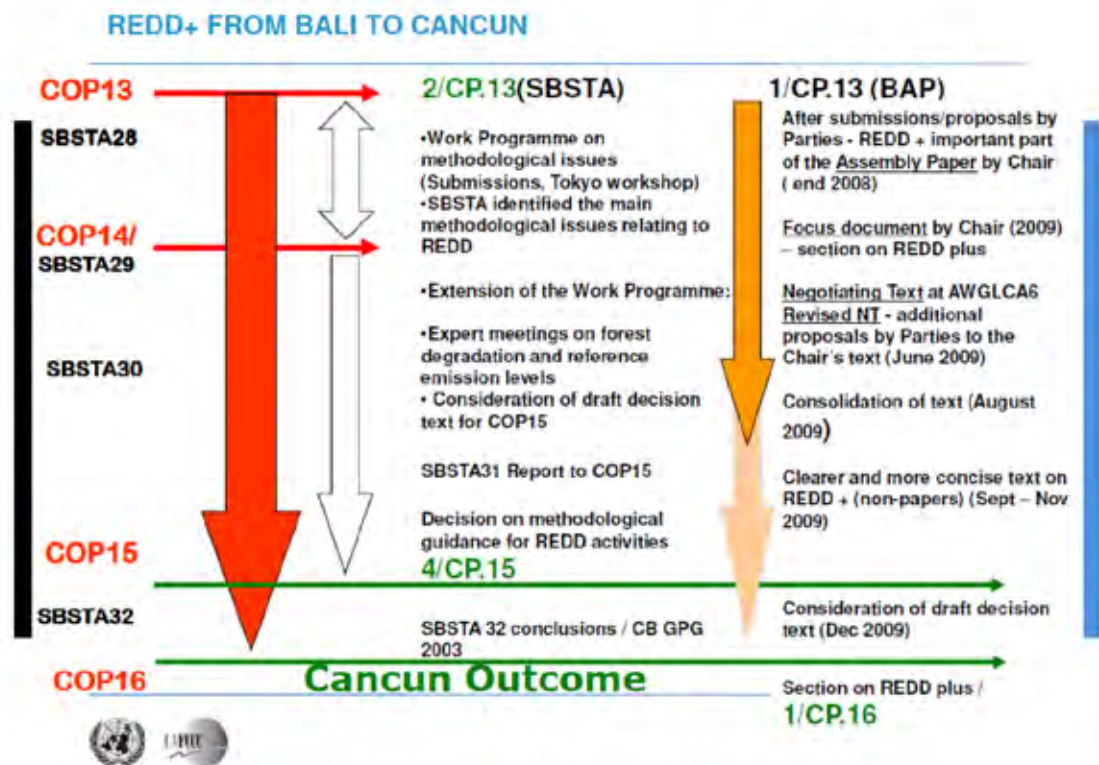 REDD+ FROM BALI TO CANCUN
COP13
SBSTA28
COP14/
SBSTA29
SBSTA30
COP15
SBSTA32
COP16
2/CP.13(SBSTA)
•Work Programme on
methodological issues
(Submissions, Tokyo workshop)
•SBSTA identified the main
methodological issues relating to
REDD
•Extension of the Work Programme:
•Expert meetings on forest
degradation and reference
emission levels
• Consideration of draft decision
text for COP15
SBSTA31 Report to COP15
Decision on methodological
guidance for REDD activities
4/CP.15
SBSTA 32 conclusions / CB GPG
2003
Cancun Outcome
1/CP.13 (BAP)
After submissions/proposals by
Parties - REDD + important part
of the Assembly Paper by Chair
( end 2008)
Focus document by Chair (2009)
– section on REDD plus
Negotiating Text at AWGLCA6
Revised NT - additional
proposals by Parties to the
Chair's text (June 2009)
Consolidation of text (August
2009)
Clearer and more concise text on
REDD + (non-papers) (Sept – Nov
2009)
Consideration of draft decision
text (Dec 2009)
Section on REDD plus /
1/CP.16